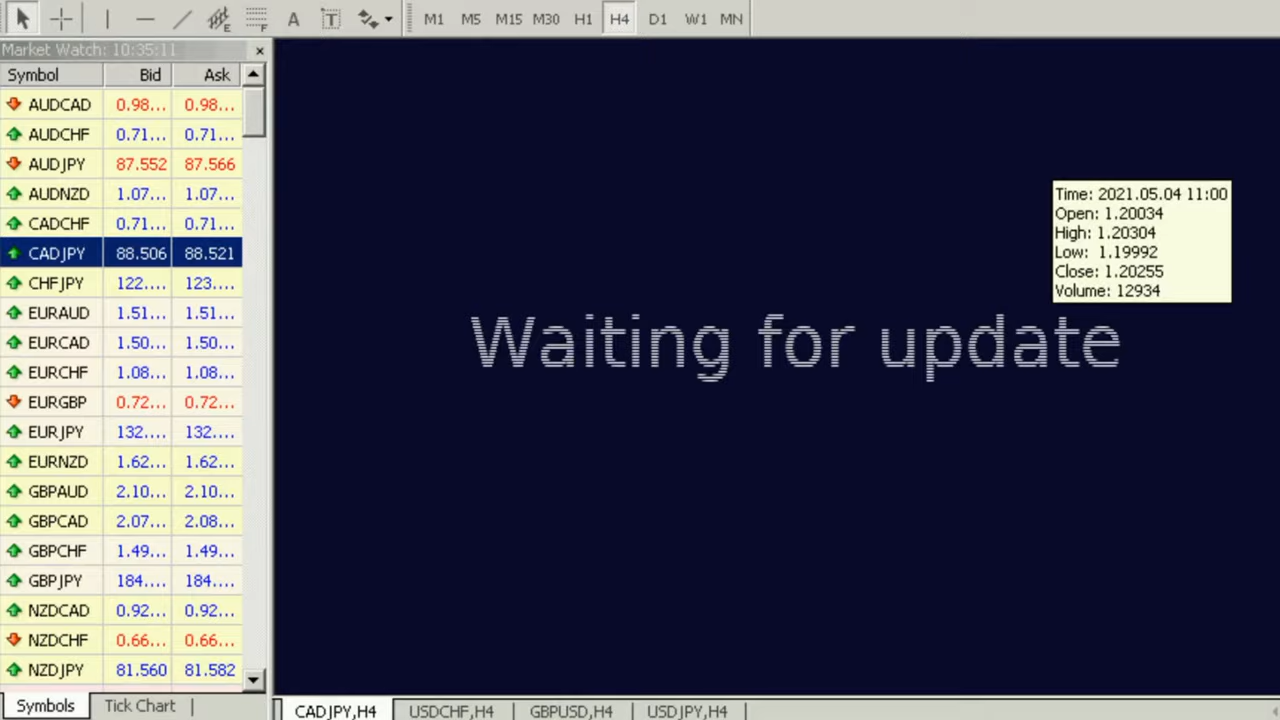 A T M1 M5 M15 M30 H1 H4 D1 W1 MN
Market Watch: 10:35:11
Symbol Bid Ask
AUDCAD 0.98... 0.98...
AUDCHF 0.71... 0.71...
AUDJPY 87.552 87.566
AUDNZD 1.07... 1.07...
CADCHF 0.71... 0.71...
CADJPY 88.506 88.521
CHFJPY 122.... 123....
EURAUD 1.51... 1.51...
EURCAD 1.50... 1.50...
EURCHF 1.08... 1.08...
EURGBP 0.72... 0.72...
EURJPY 132.... 132....
EURNZD 1.62... 1.62...
GBPAUD 2.10... 2.10...
GBPCAD 2.07... 2.08...
GBPCHF 1.49... 1.49...
GBPJPY 184.... 184....
NZDCAD 0.92... 0.92...
NZDCHF 0.66... 0.66...
NZDJPY 81.560 81.582
Symbols Tick Chart
Time: 2021.05.04 11:00
Open: 1.20034
High: 1.20304
Low: 1.19992
Close: 1.20255
Volume: 12934
Waiting for update
CADJPY,H4 USDCHF,H4 GBPUSD,H4 USDJPY,H4